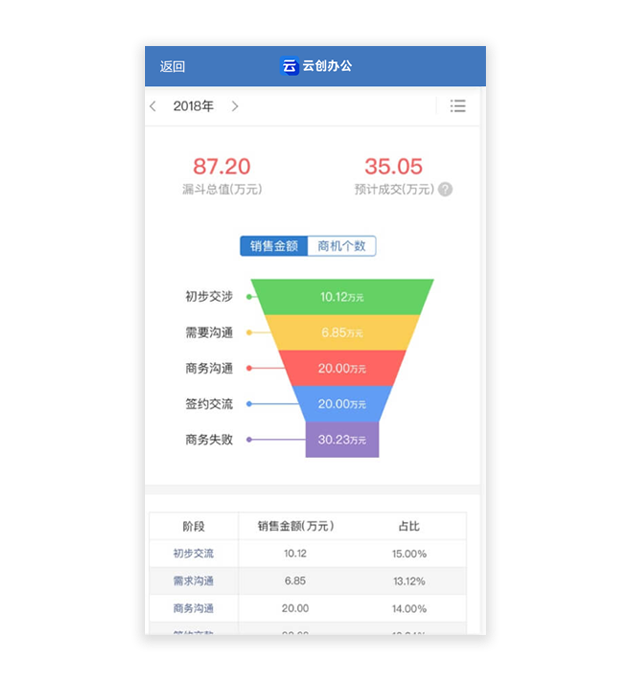 返回 云 云创办公
2018年
87.20 35.05
漏斗总值(万元) 预计成交(万元) ?
销售金额 商机个数
初步交涉 10.12万元
需要沟通 6.85万元
商务沟通 20.00万元
签约交流 20.00万元
商务失败 30.23万元
阶段 销售金额(万元) 占比
初步交流 10.12 15.00%
需求沟通 6.85 13.12%
商务沟通 20.00 14.00%